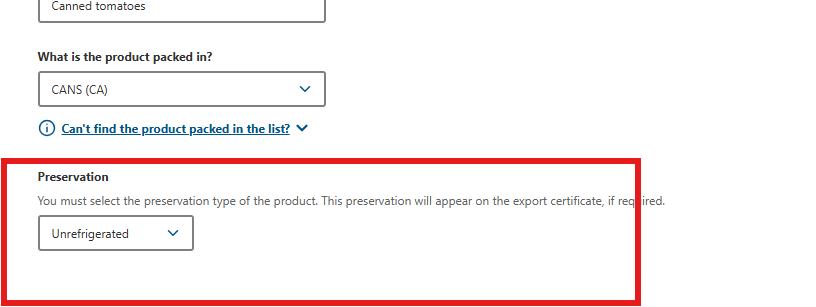 Canned tomatoes
What is the product packed in?
CANS (CA)
Can't find the product packed in the list?
Preservation
You must select the preservation type of the product. This preservation will appear on the export certificate, if required.
Unrefrigerated